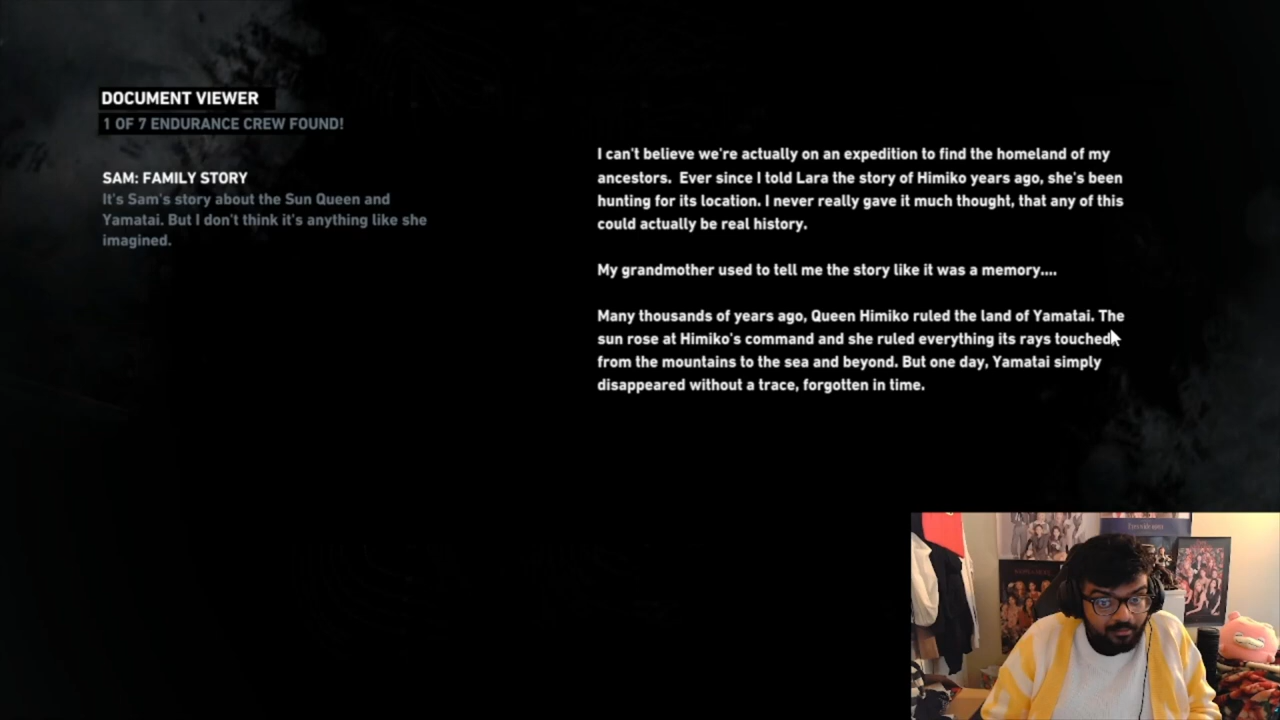 DOCUMENT VIEWER
1 OF 7 ENDURANCE CREW FOUND!
SAM: FAMILY STORY
It's Sam's story about the Sun Queen and
Yamatai. But I don't think it's anything like she
imagined.
I can't believe we're actually on an expedition to find the homeland of my
ancestors.  Ever since I told Lara the story of Himiko years ago, she's been
hunting for its location. I never really gave it much thought, that any of this
could actually be real history.
My grandmother used to tell me the story like it was a memory....
Many thousands of years ago, Queen Himiko ruled the land of Yamatai. The
sun rose at Himiko's command and she ruled everything its rays touched
from the mountains to the sea and beyond. But one day, Yamatai simply
disappeared without a trace, forgotten in time.